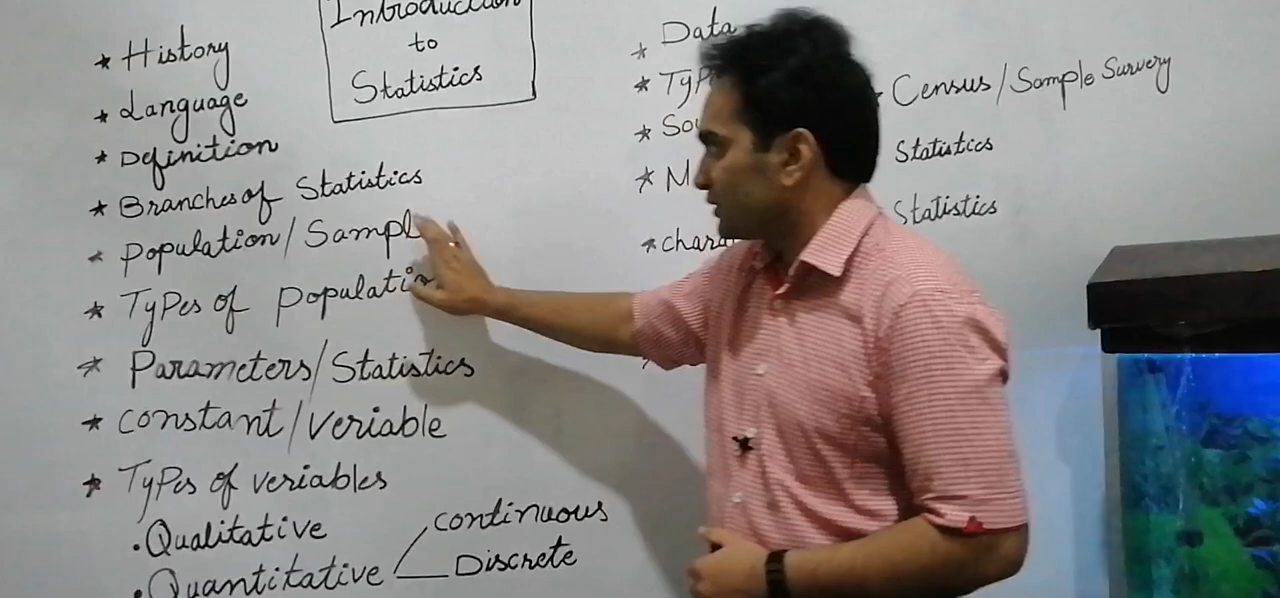 Introduction
to
Statistics
* History
* Language
* Definition
* Branches of Statistics
* Population / Sampl
* Types of populati
* Parameters / Statistics
* Constant / Veriable
* Types of veriables
• Qualitative
• Quantitative
continuous
Discrete
* Data
* Typ
* Sou
* M
* chara
Census / Sample Survery
Statistics
Statistics